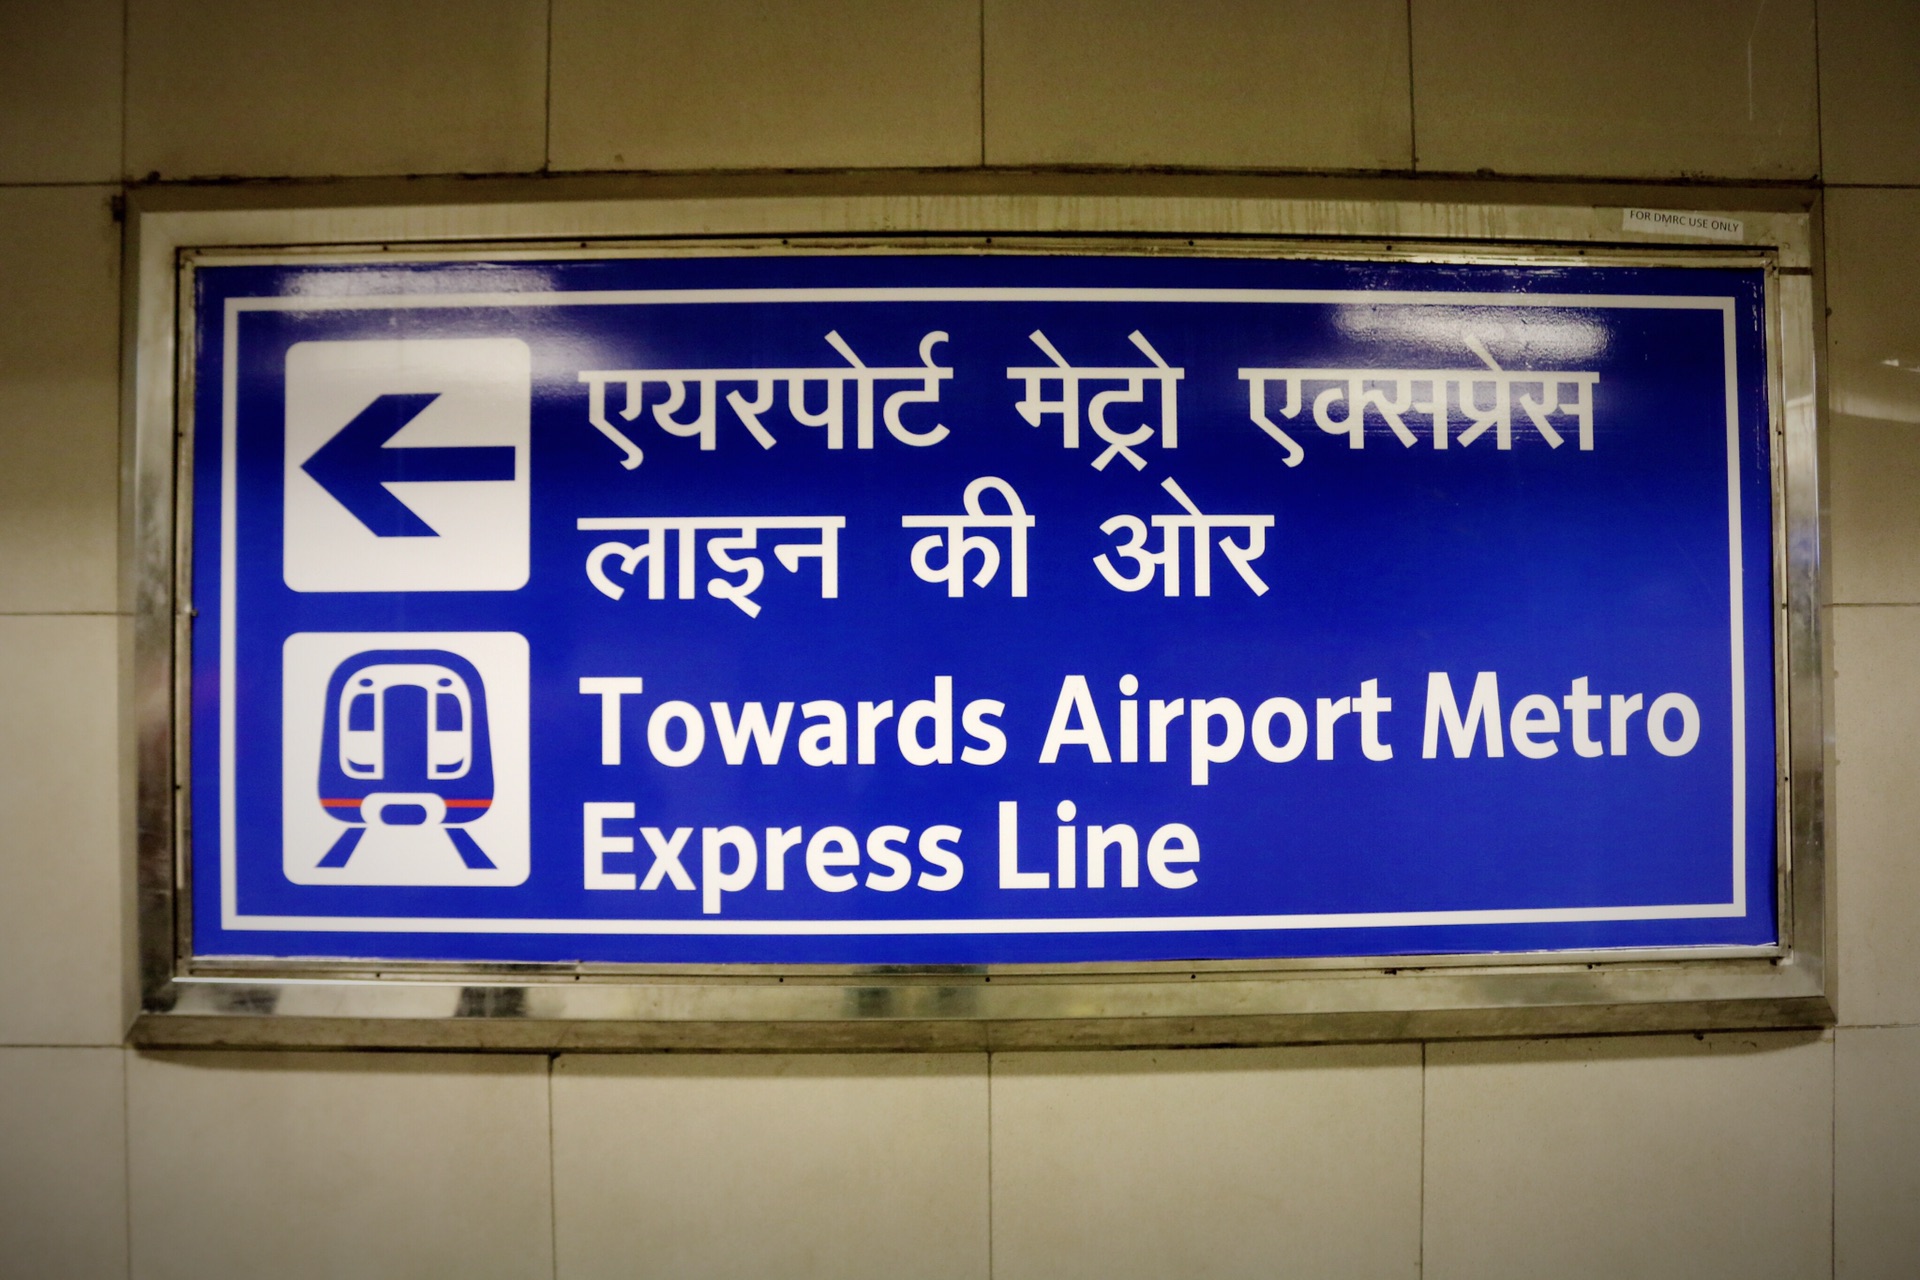 FOR DMRC USE ONLY
एयरपोर्ट मेट्रो एक्सप्रेस
लाइन की ओर
Towards Airport Metro
Express Line